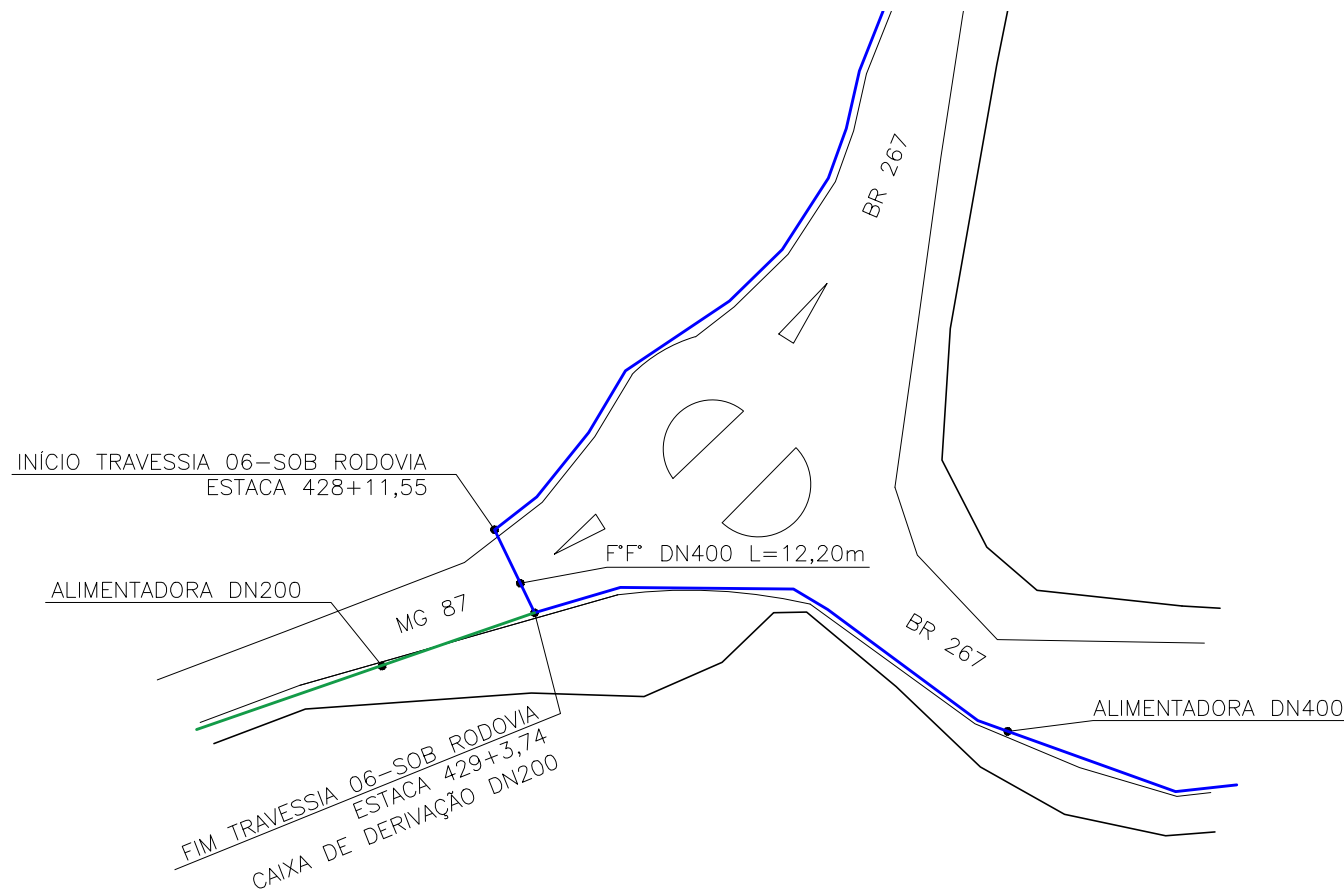 BR 267
INÍCIO TRAVESSIA 06-SOB RODOVIA
ESTACA 428+11,55
F°F° DN400 L=12,20m
ALIMENTADORA DN200
MG 87
BR 267
ALIMENTADORA DN400
FIM TRAVESSIA 06-SOB RODOVIA
ESTACA 429+3,74
CAIXA DE DERIVAÇÃO DN200